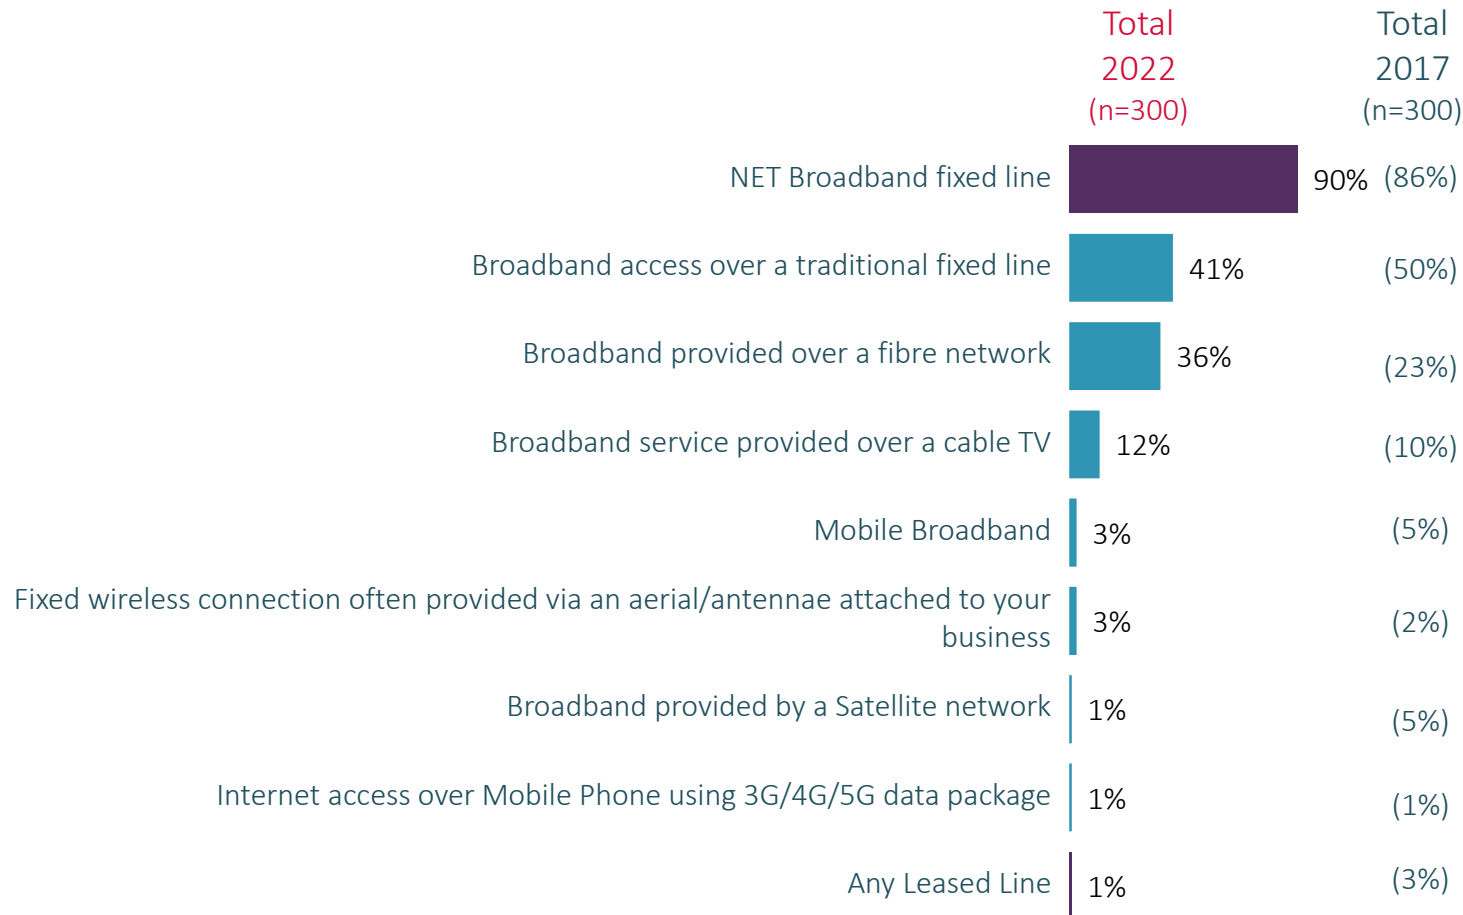 Total Total
2022 2017
(n=300) (n=300)
NET Broadband fixed line 90% (86%)
Broadband access over a traditional fixed line 41% (50%)
Broadband provided over a fibre network 36% (23%)
Broadband service provided over a cable TV 12% (10%)
Mobile Broadband 3% (5%)
Fixed wireless connection often provided via an aerial/antennae attached to your
business 3% (2%)
Broadband provided by a Satellite network 1% (5%)
Internet access over Mobile Phone using 3G/4G/5G data package 1% (1%)
Any Leased Line 1% (3%)